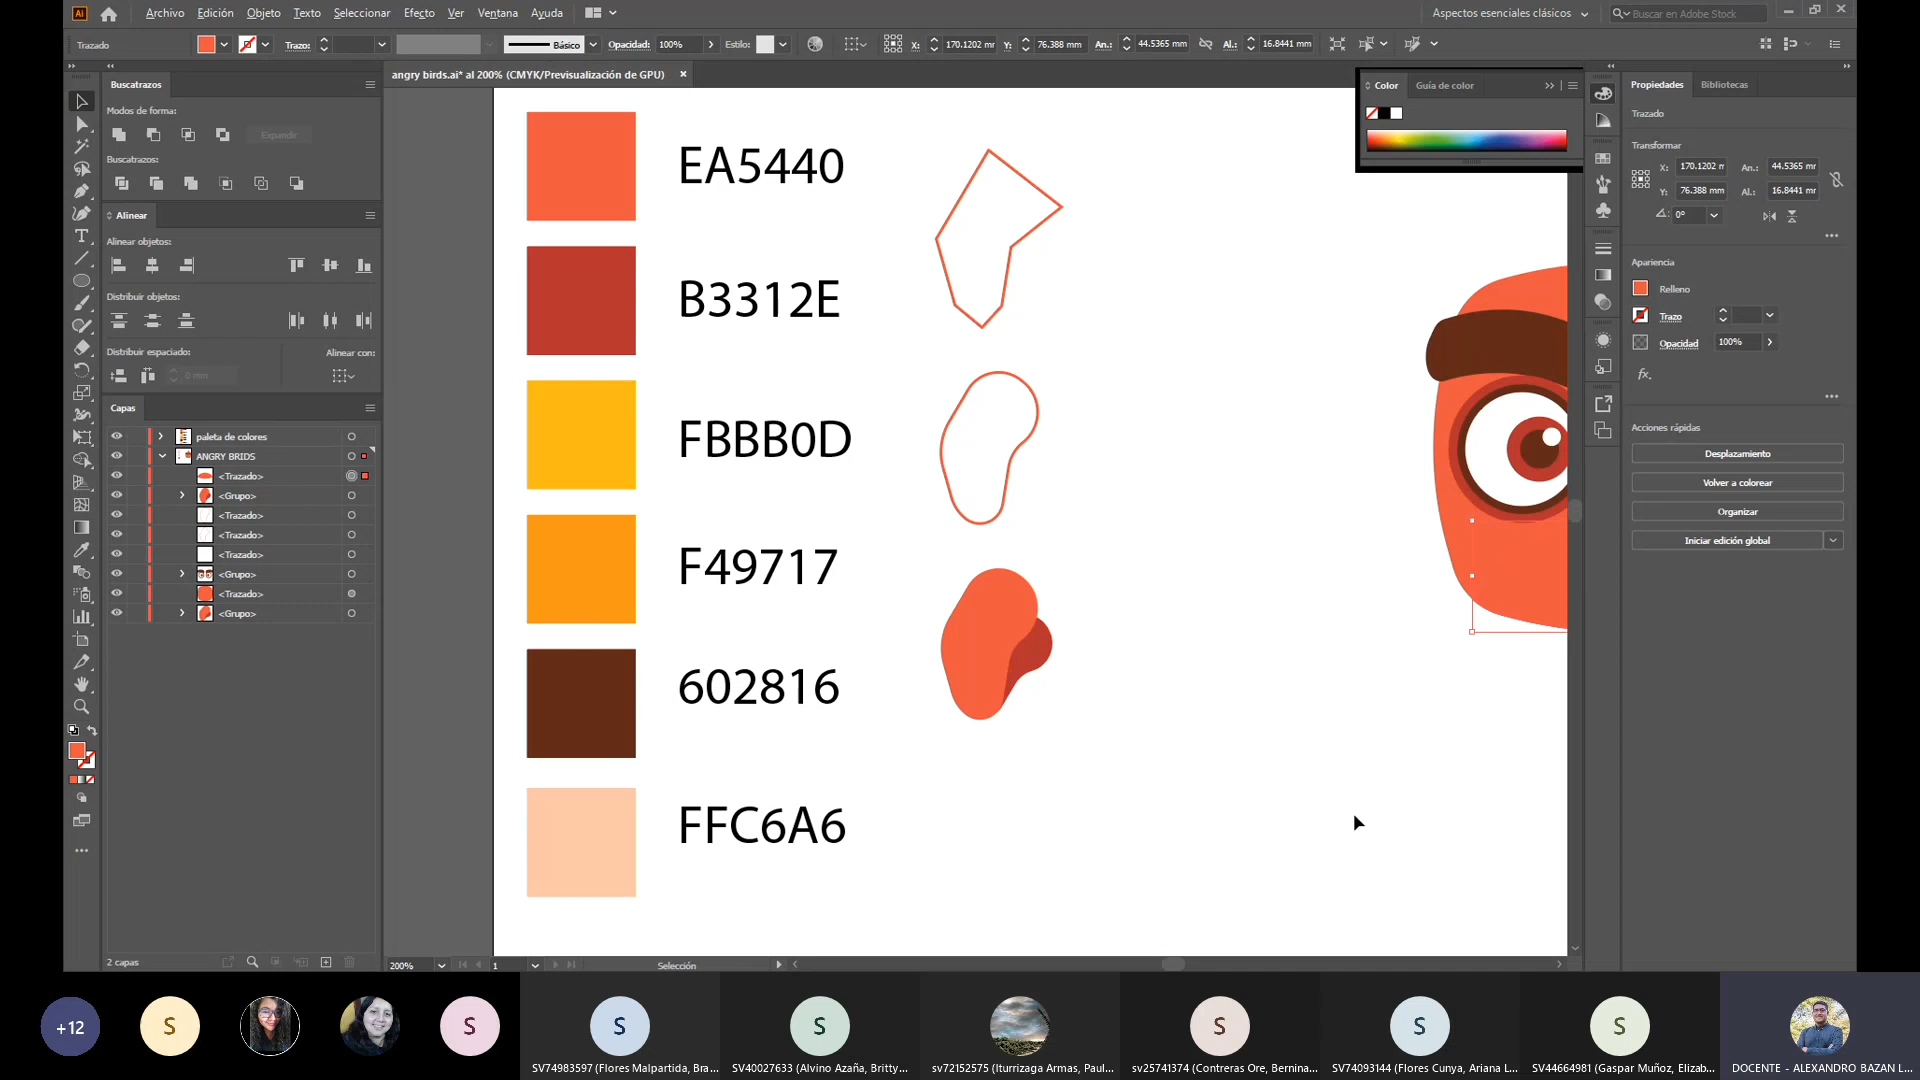 Ai Archivo Edición Objeto Texto Seleccionar Efecto Ver Ventana Ayuda Aspectos esenciales clásicos Buscar en Adobe Stock
Trazado Trazo: Básico Opacidad: 100% Estilo: X: 170.1202 mr Y: 76.388 mm An.: 44.5365 mm Al.: 16.8441 mm
angry birds.ai* al 200% (CMYK/Previsualización de GPU) ×
Buscatrazos
Modos de forma:
Expandir
Buscatrazos:
Alinear
Alinear objetos:
Distribuir objetos:
Distribuir espaciado:
Alinear con:
0 mm
Capas
paleta de colores
ANGRY BRIDS
<Trazado>
<Grupo>
<Trazado>
<Trazado>
<Trazado>
<Grupo>
<Trazado>
<Grupo>
2 capas
EA5440
B3312E
FBBB0D
F49717
602816
FFC6A6
Color
Guía de color
Propiedades
Bibliotecas
Trazado
Transformar
X: 170.1202 r An.: 44.5365 mr
Y: 76.388 mm Al.: 16.8441 mr
0°
Apariencia
Relleno
Trazo
Opacidad 100%
fx.
Acciones rápidas
Desplazamiento
Volver a colorear
Organizar
Iniciar edición global
200% 1 Selección
+12 S S S S S S S
SV74983597 (Flores Malpartida, Bra...
SV40027633 (Alvino Azaña, Britty...
sv72152575 (Iturrizaga Armas, Paul...
sv25741374 (Contreras Ore, Bernina...
SV74093144 (Flores Cunya, Ariana L...
SV44664981 (Gaspar Muñoz, Elizab...
DOCENTE - ALEXANDRO BAZAN L...